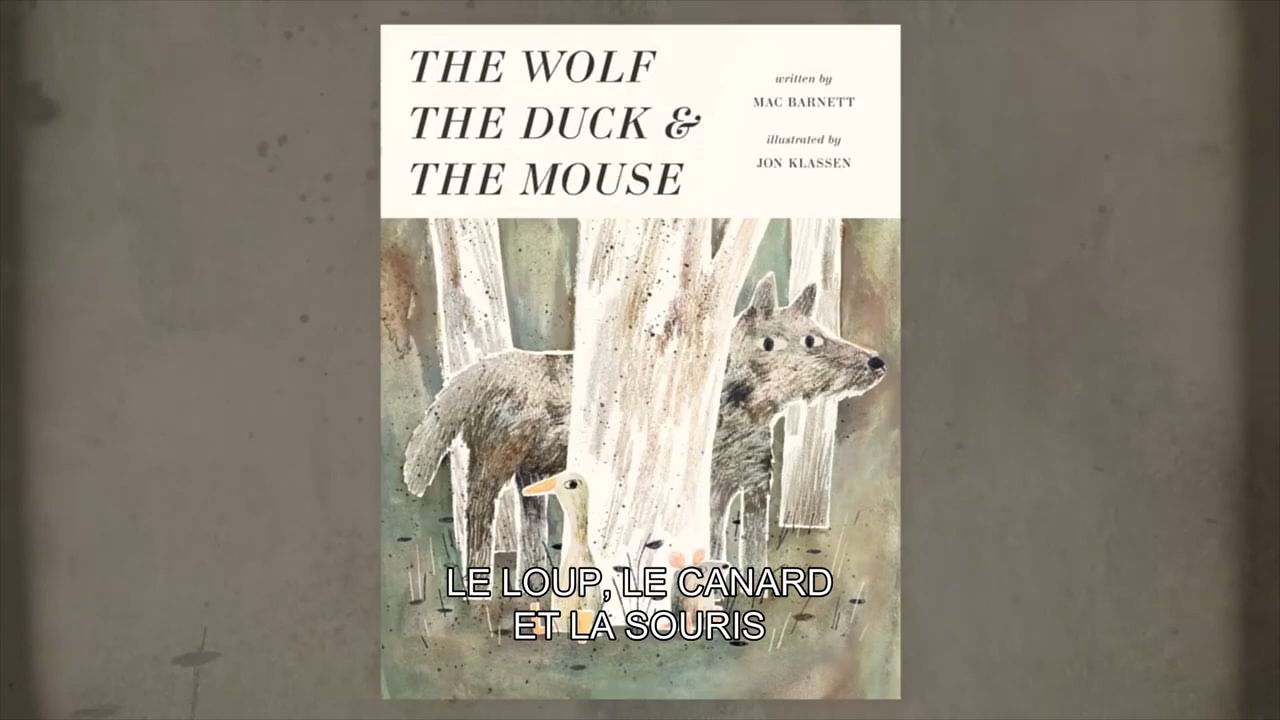 THE WOLF
THE DUCK &
THE MOUSE
written by
MAC BARNETT
illustrated by
JON KLASSEN
LE LOUP, LE CANARD
ET LA SOURIS